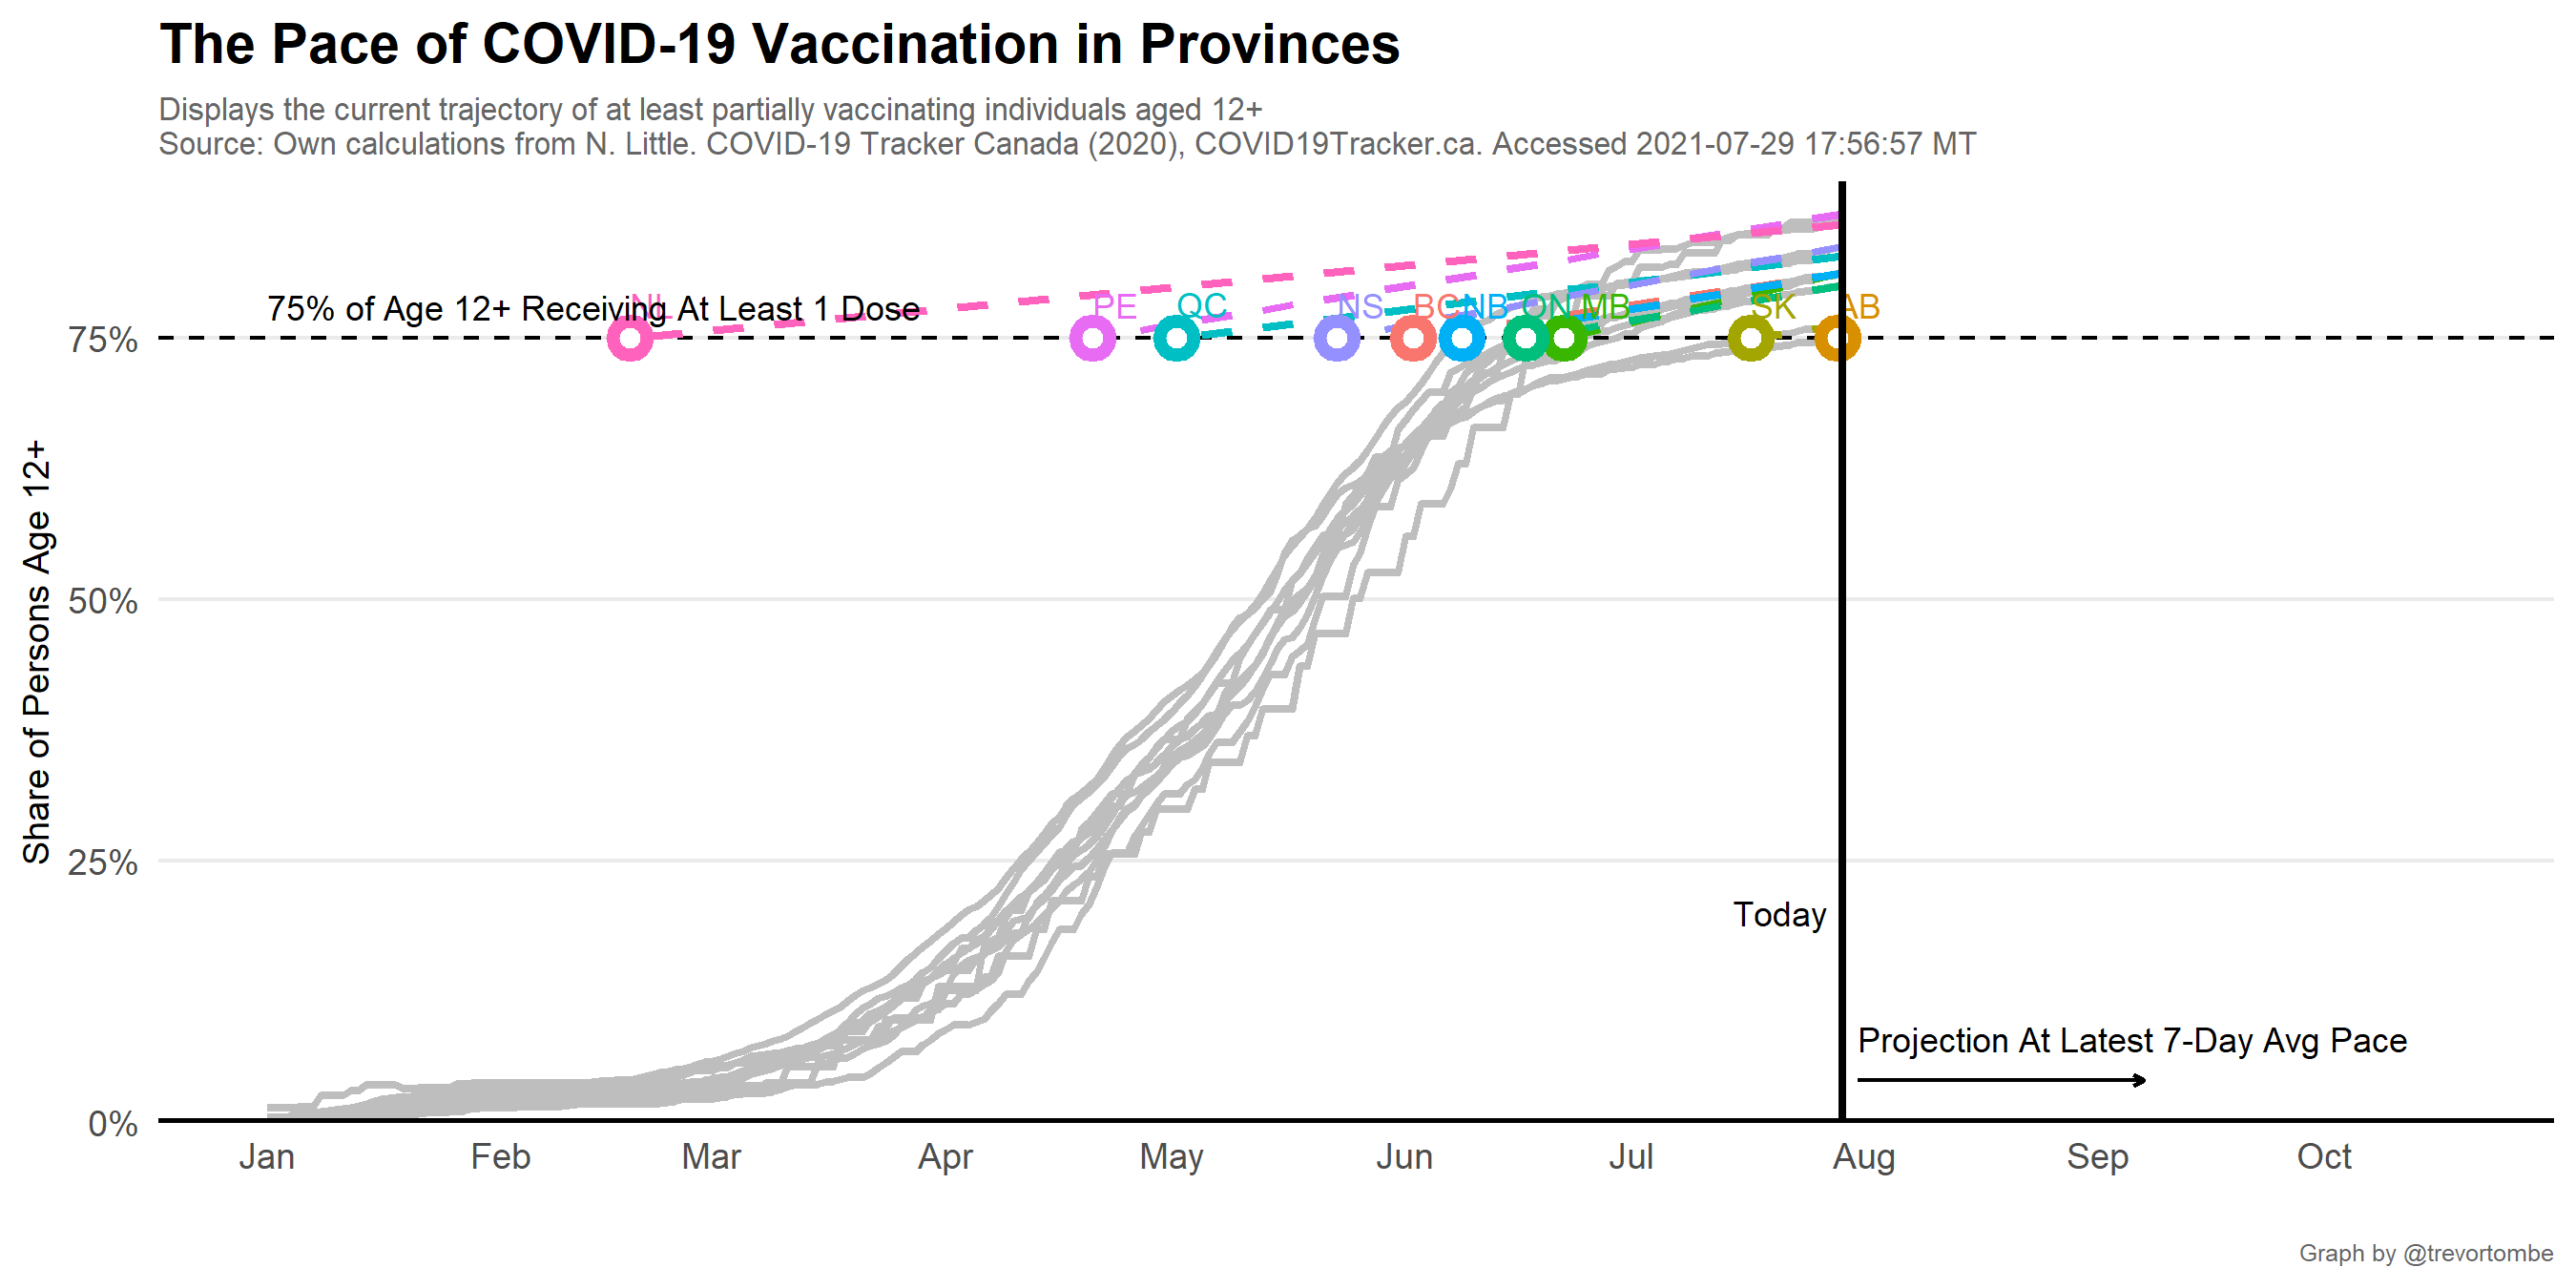 The Pace of COVID-19 Vaccination in Provinces
Displays the current trajectory of at least partially vaccinating individuals aged 12+
Source: Own calculations from N. Little. COVID-19 Tracker Canada (2020), COVID19Tracker.ca. Accessed 2021-07-29 17:56:57 MT
75% of Age 12+ Receiving At Least 1 Dose
NL PE QC NS BC NB ON MB SK AB
75%
50%
25%
0%
Share of Persons Age 12+
Today
Projection At Latest 7-Day Avg Pace
Jan Feb Mar Apr May Jun Jul Aug Sep Oct
Graph by @trevortombe